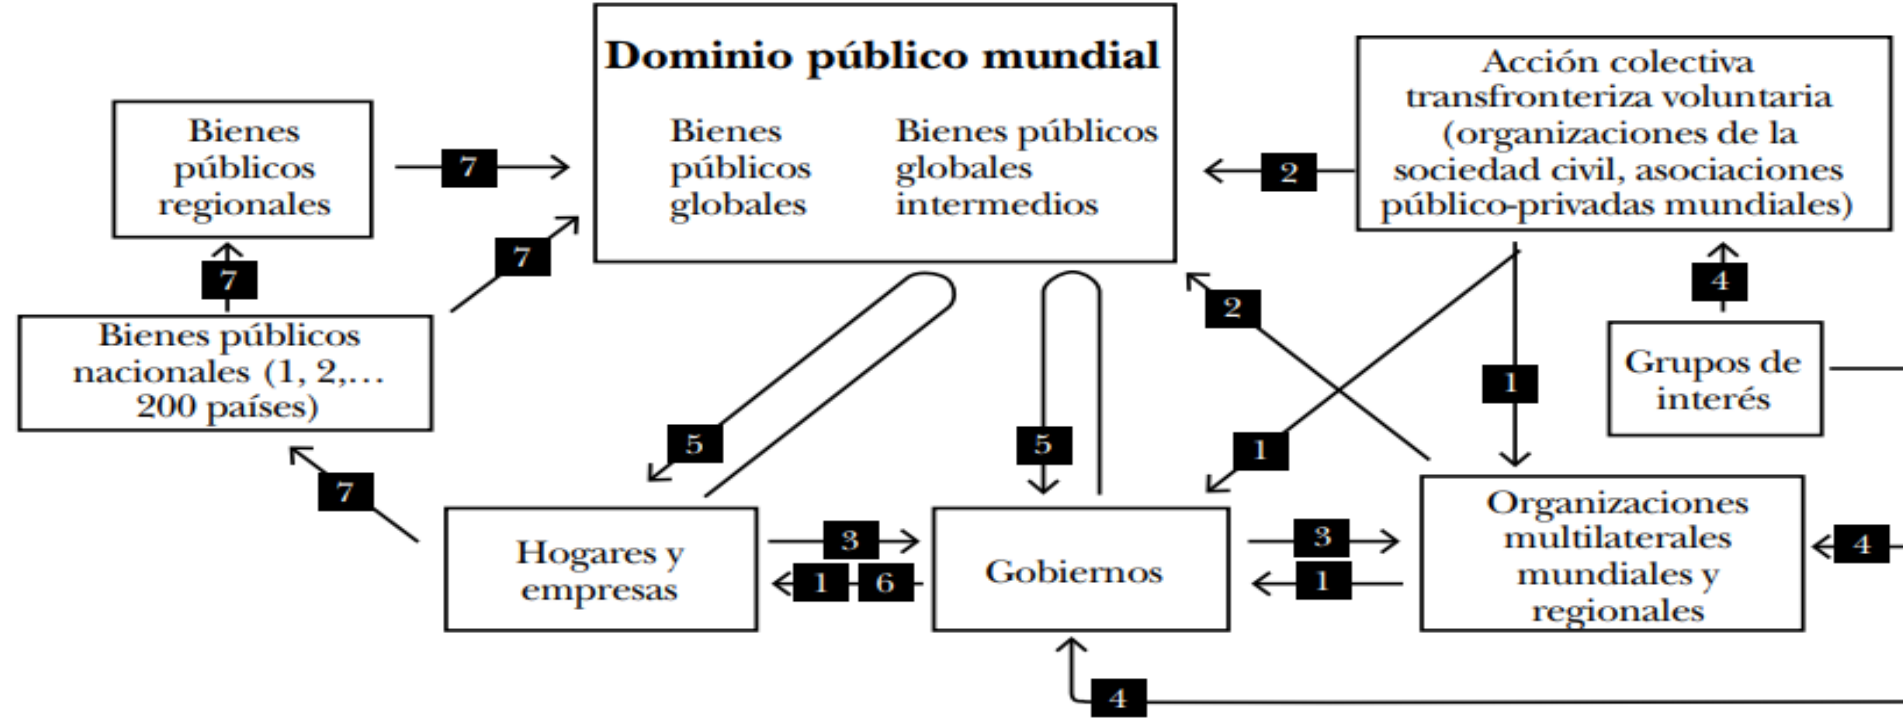 Dominio público mundial
Bienes
públicos
globales
Bienes públicos
globales
intermedios
Acción colectiva
transfronteriza voluntaria
(organizaciones de la
sociedad civil, asociaciones
público-privadas mundiales)
Bienes
públicos
regionales
7
2
7
7
4
2
Bienes públicos
nacionales (1, 2,...
200 países)
Grupos de
interés
1
5
5
1
7
Hogares y
empresas
3
1 6
Gobiernos
3
1
Organizaciones
multilaterales
mundiales y
regionales
4
4